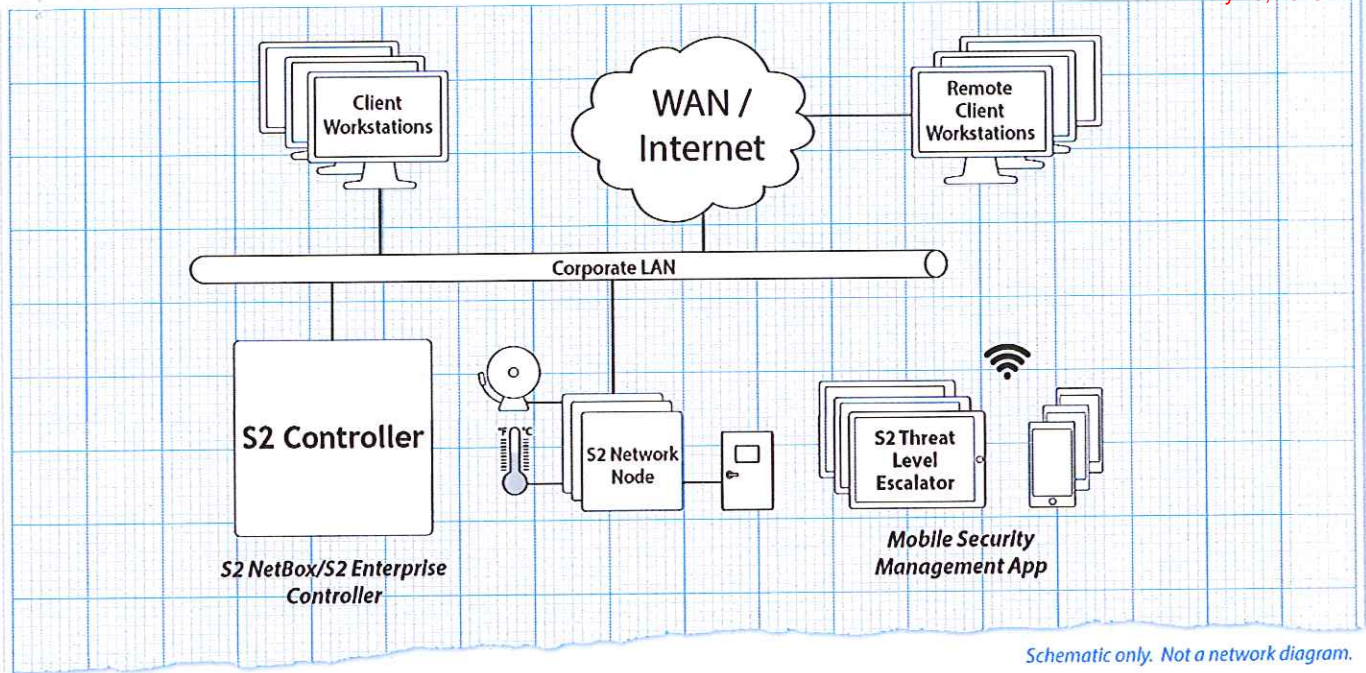 Client
Workstations
WAN /
Internet
Remote
Client
Workstations
Corporate LAN
S2 Controller
°F °C
S2 Network
Node
S2 Threat
Level
Escalator
S2 NetBox/S2 Enterprise
Controller
Mobile Security
Management App
Schematic only. Not a network diagram.